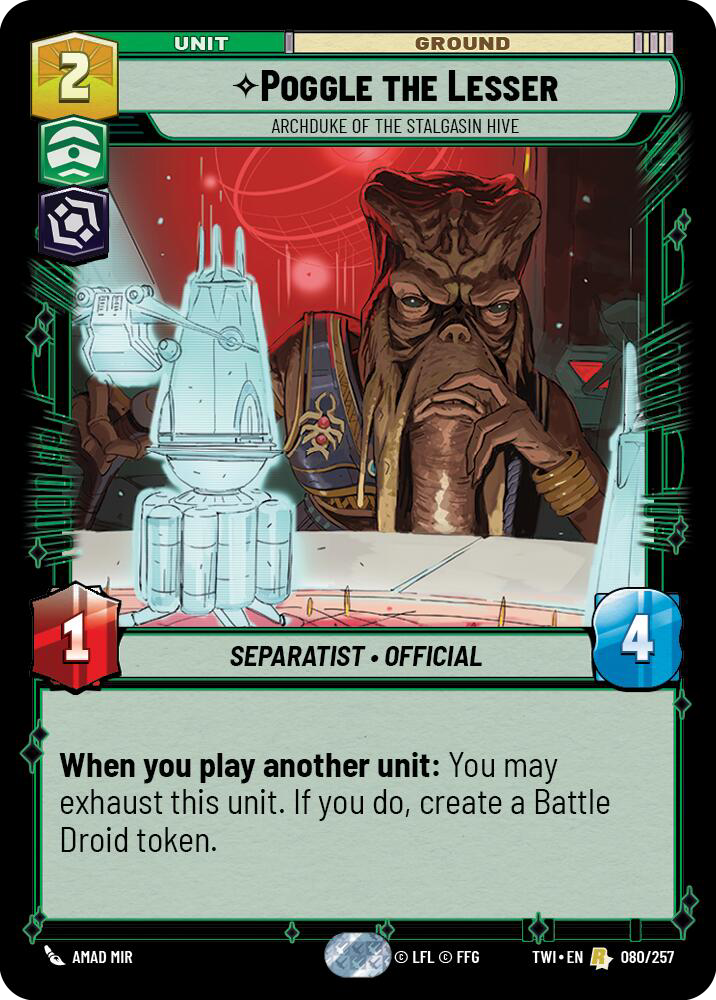 UNIT GROUND
2
POGGLE THE LESSER
ARCHDUKE OF THE STALGASIN HIVE
1
4
SEPARATIST • OFFICIAL
When you play another unit: You may
exhaust this unit. If you do, create a Battle
Droid token.
AMAD MIR © LFL © FFG TWI • EN R 080/257